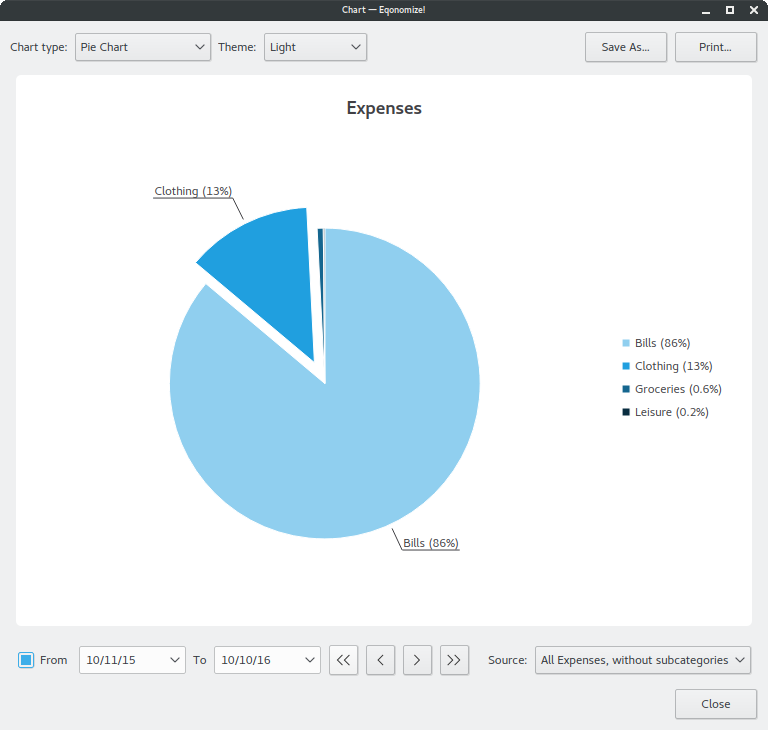 Chart — Eqonomize!
Chart type: Pie Chart Theme: Light Save As... Print...
Expenses
Clothing (13%)
Bills (86%)
Clothing (13%)
Groceries (0.6%)
Leisure (0.2%)
Bills (86%)
From 10/11/15 To 10/10/16 Source: All Expenses, without subcategories
Close